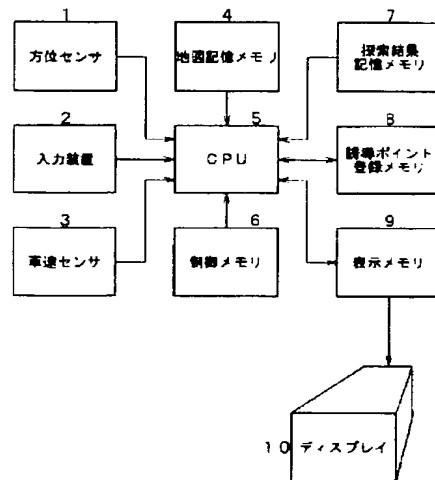 1
方位センサ
4
地図記憶メモリ
7
探索結果
記憶メモリ
2
入力装置
5
CPU
8
誘導ポイント
登録メモリ
3
車速センサ
6
制御メモリ
9
表示メモリ
10 ディスプレイ